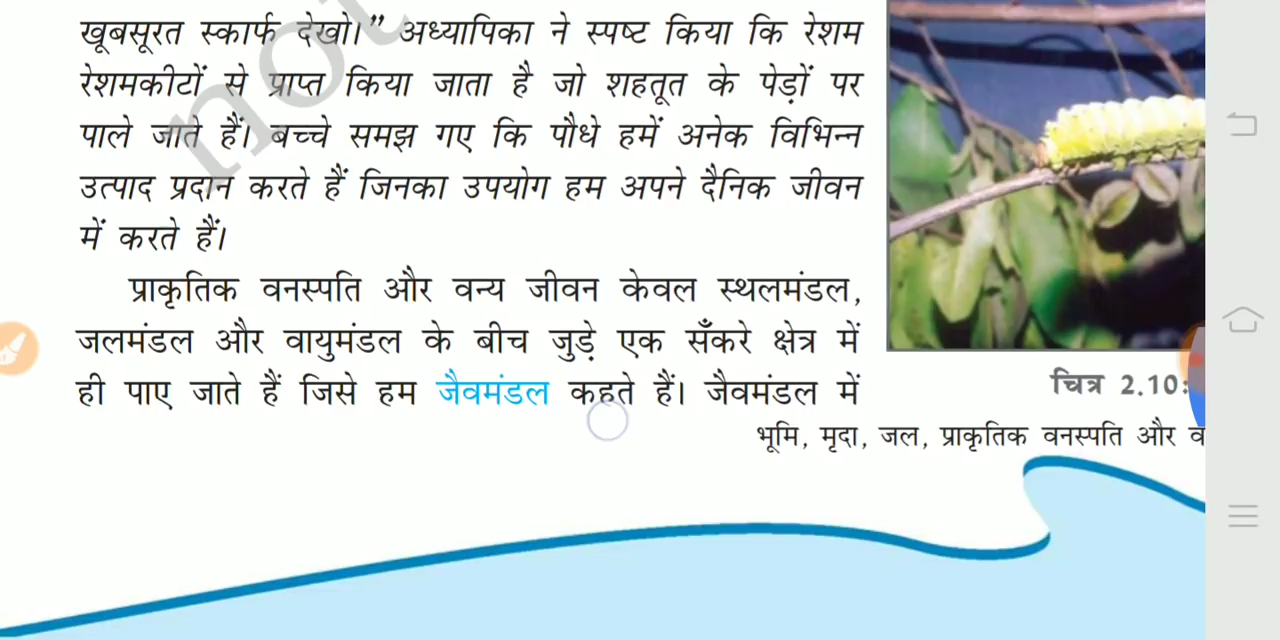 खूबसूरत स्कार्फ देखो।” अध्यापिका ने स्पष्ट किया कि रेशम
रेशमकीटों से प्राप्त किया जाता है जो शहतूत के पेड़ों पर
पाले जाते हैं। बच्चे समझ गए कि पौधे हमें अनेक विभिन्न
उत्पाद प्रदान करते हैं जिनका उपयोग हम अपने दैनिक जीवन
में करते हैं।
प्राकृतिक वनस्पति और वन्य जीवन केवल स्थलमंडल,
जलमंडल और वायुमंडल के बीच जुड़े एक सँकरे क्षेत्र में
ही पाए जाते हैं जिसे हम जैवमंडल कहते हैं। जैवमंडल में
चित्र 2.10:
भूमि, मृदा, जल, प्राकृतिक वनस्पति और व
not